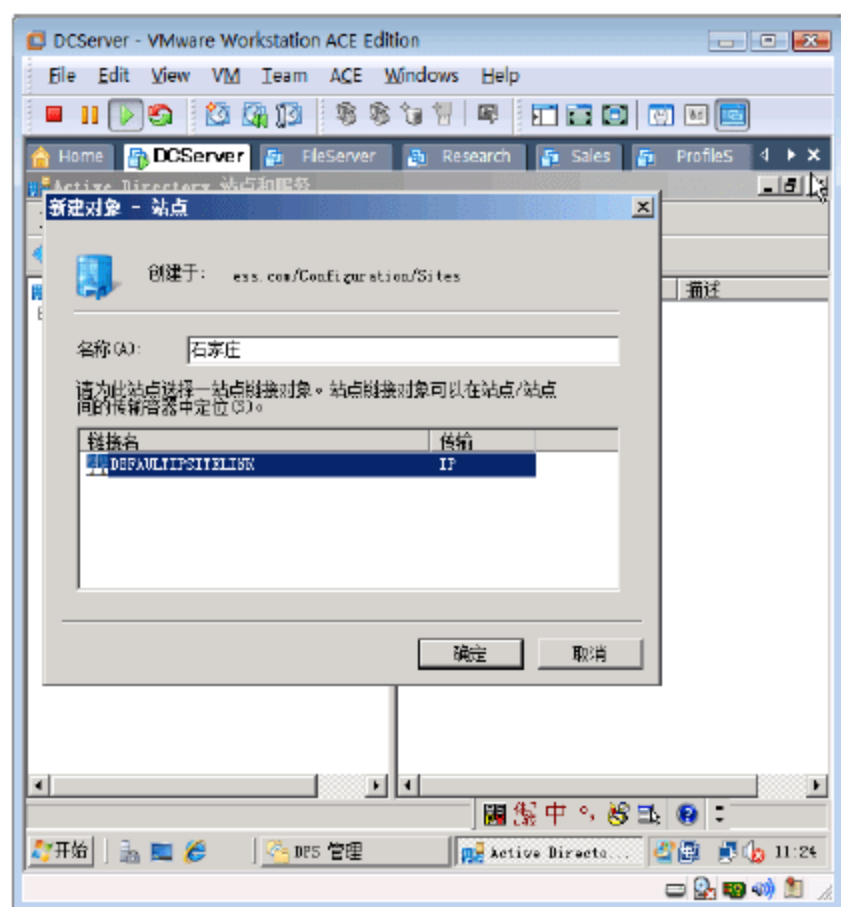 DCServer - VMware Workstation ACE Edition
File Edit View VM Team ACE Windows Help
Home DCServer FileServer Research Sales ProfileS
Active Directory 站点和服务
新建对象 - 站点
创建于: ess.com/Configuration/Sites
描述
名称(A): 石家庄
请为此站点选择一站点链接对象。站点链接对象可以在站点/站点
间的传输容器中定位(S)。
链接名 传输
DEFAULTIPSITELINK IP
确定 取消
中
开始 DFS 管理 Active Directo... 11:24